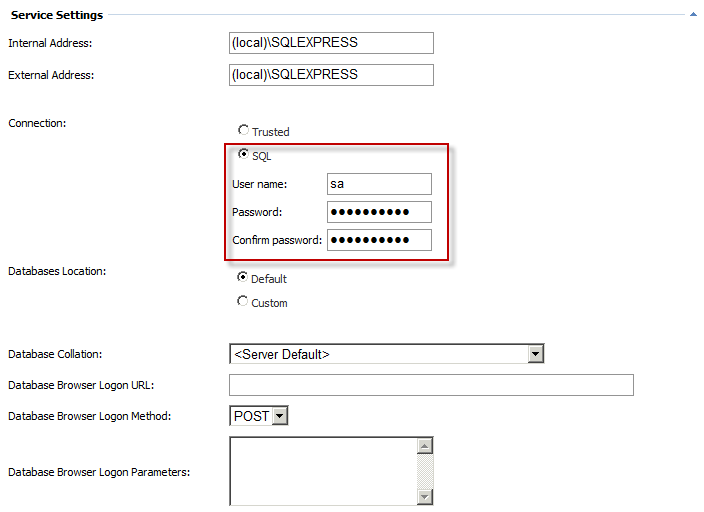 Service Settings
Internal Address: (local)\SQLEXPRESS
External Address: (local)\SQLEXPRESS
Connection:
Trusted
SQL
User name: sa
Password: ●●●●●●●●●●
Confirm password: ●●●●●●●●●●
Databases Location:
Default
Custom
Database Collation: <Server Default>
Database Browser Logon URL:
Database Browser Logon Method: POST
Database Browser Logon Parameters: